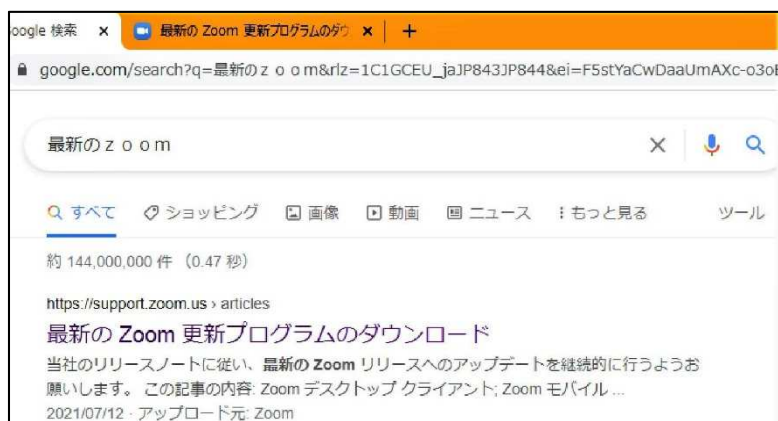 oogle 検索
最新の Zoom 更新プログラムのダウ
google.com/search?q=最新のｚｏｏｍ&rlz=1C1GCEU_jaJP843JP844&ei=F5stYaCwDaaUmAXc-o3o
最新のｚｏｏｍ
すべて ショッピング 画像 動画 ニュース もっと見る ツール
約 144,000,000 件 （0.47 秒）
https://support.zoom.us › articles
最新の Zoom 更新プログラムのダウンロード
当社のリリースノートに従い、最新の Zoom リリースへのアップデートを継続的に行うようお
願いします。 この記事の内容: Zoom デスクトップ クライアント; Zoom モバイル ...
2021/07/12 · アップロード元: Zoom